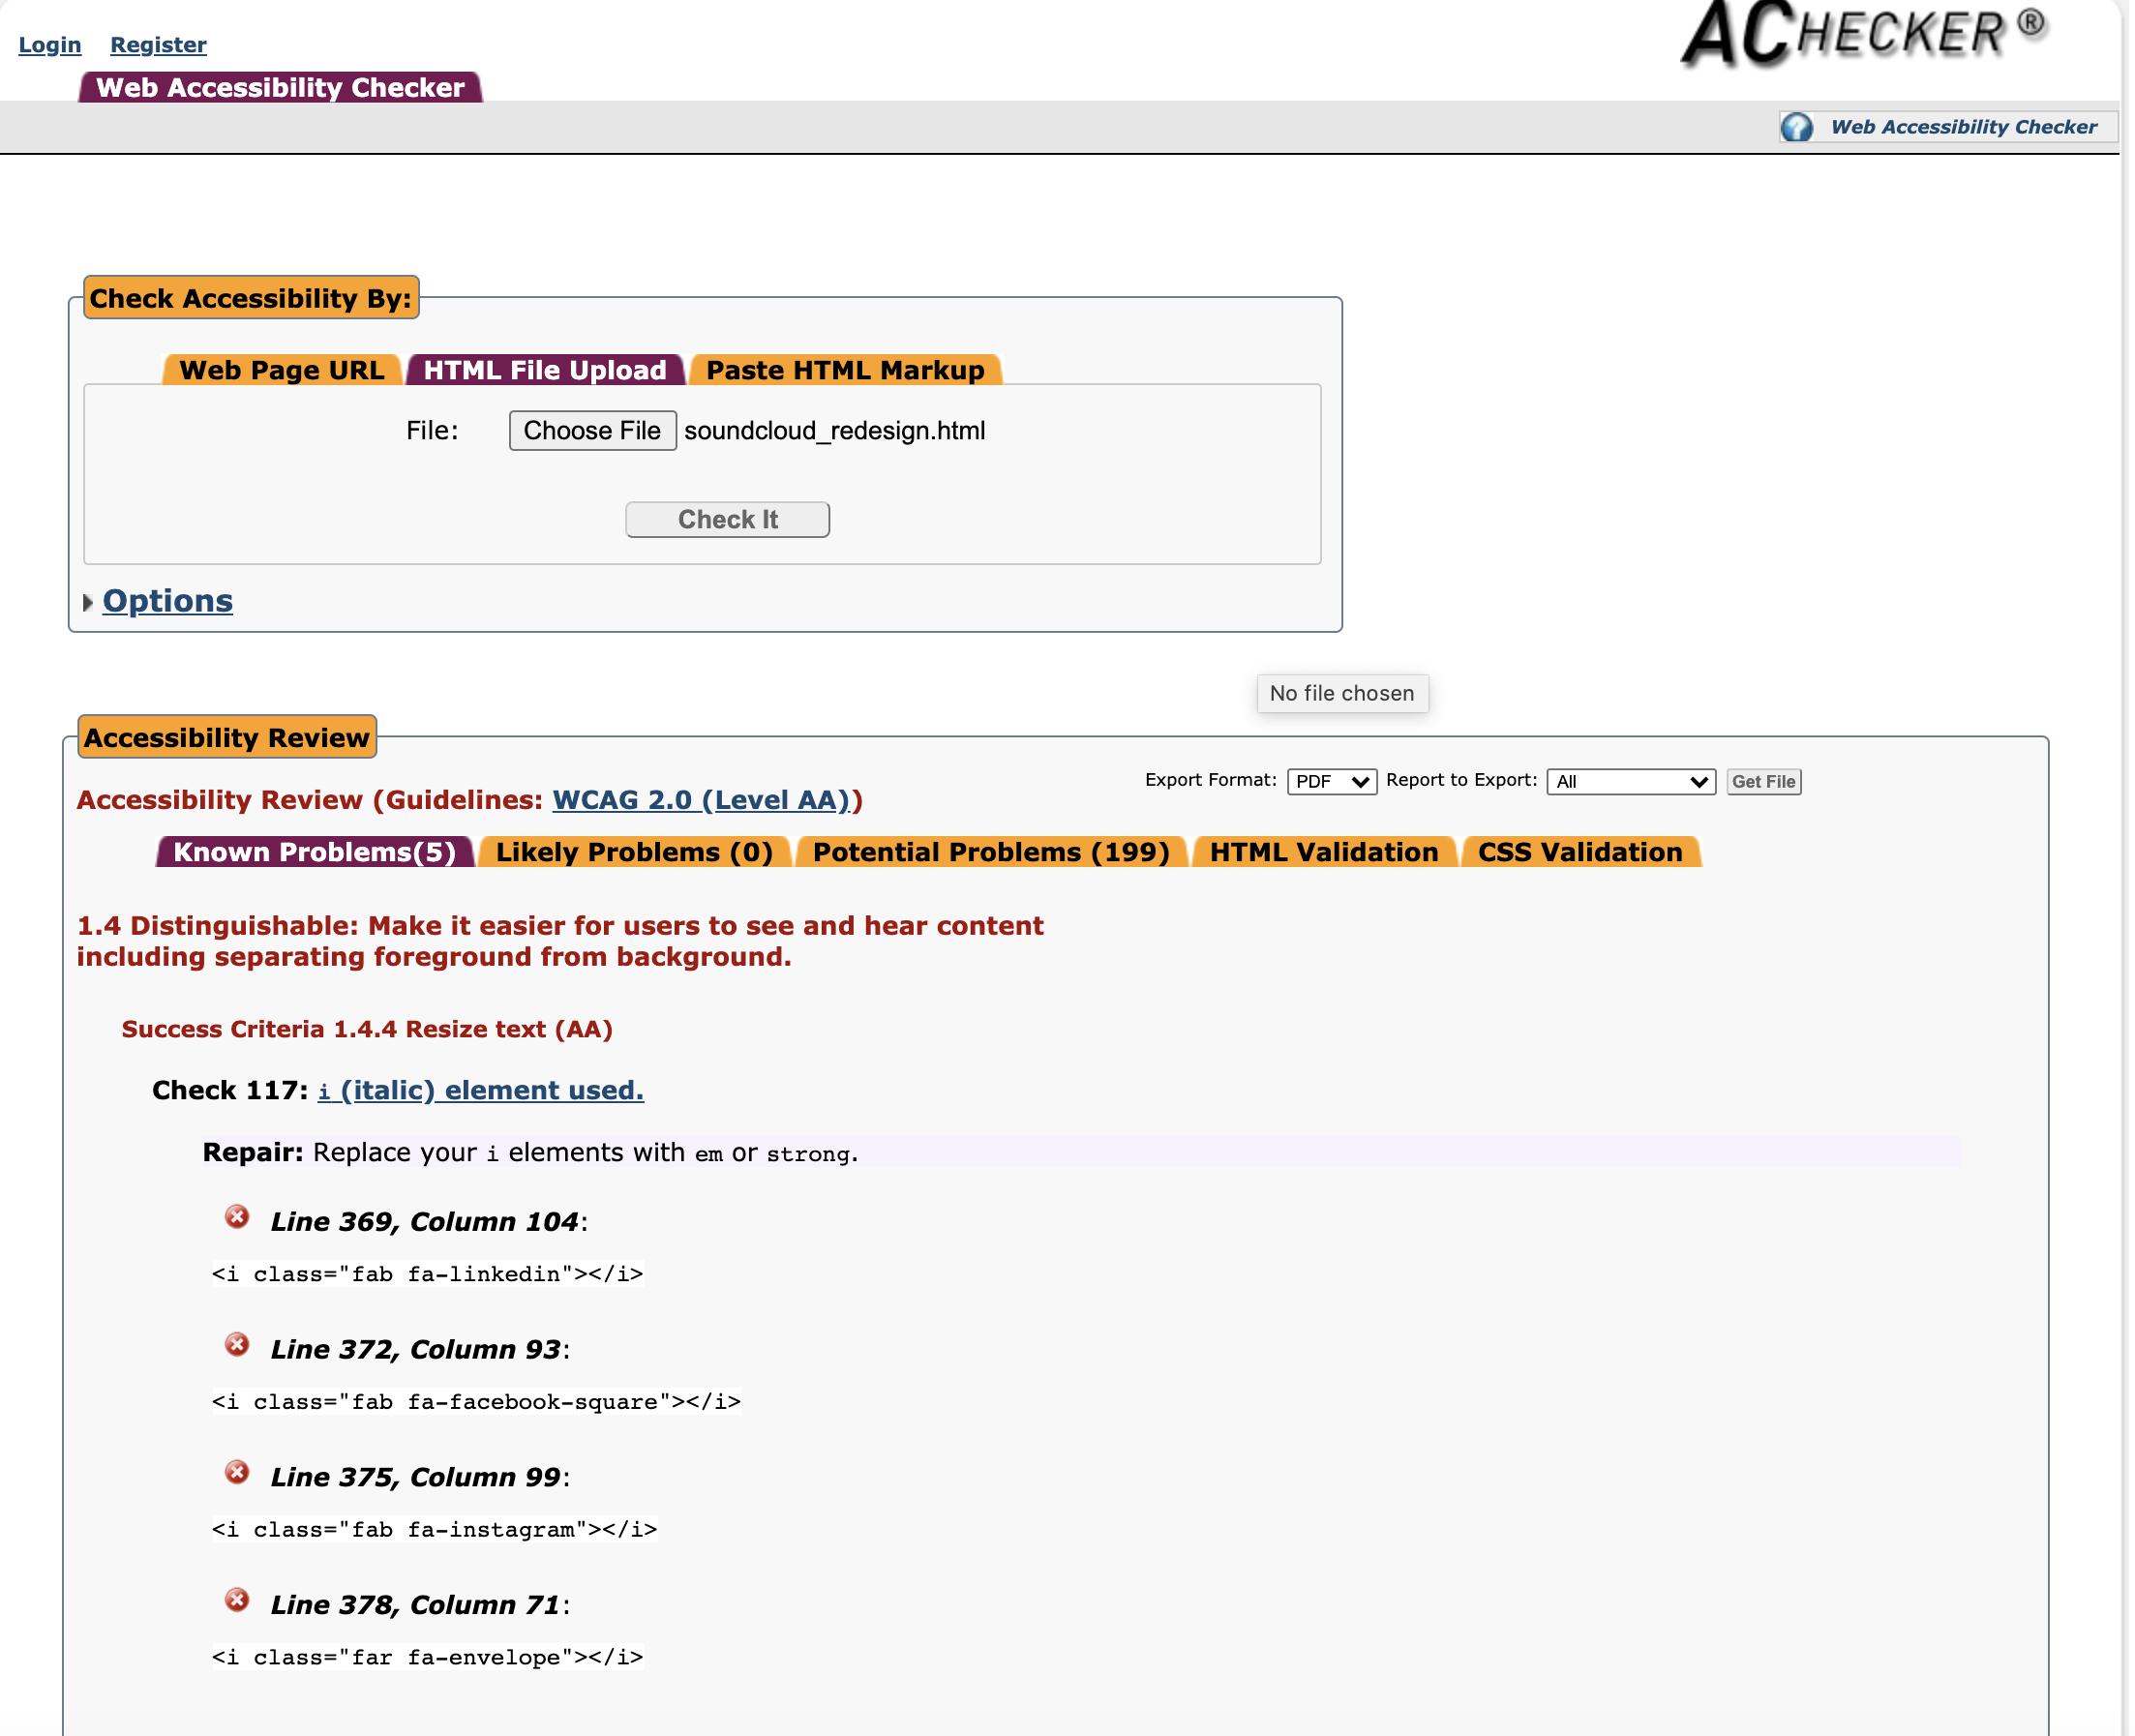 Login Register
ACHECKER ®
Web Accessibility Checker
Web Accessibility Checker
Check Accessibility By:
Web Page URL HTML File Upload Paste HTML Markup
File: Choose File soundcloud_redesign.html
Check It
Options
No file chosen
Accessibility Review
Export Format: PDF Report to Export: All Get File
Accessibility Review (Guidelines: WCAG 2.0 (Level AA))
Known Problems(5) Likely Problems (0) Potential Problems (199) HTML Validation CSS Validation
1.4 Distinguishable: Make it easier for users to see and hear content
including separating foreground from background.
Success Criteria 1.4.4 Resize text (AA)
Check 117: i (italic) element used.
Repair: Replace your i elements with em or strong.
Line 369, Column 104:
<i class="fab fa-linkedin"></i>
Line 372, Column 93:
<i class="fab fa-facebook-square"></i>
Line 375, Column 99:
<i class="fab fa-instagram"></i>
Line 378, Column 71:
<i class="far fa-envelope"></i>